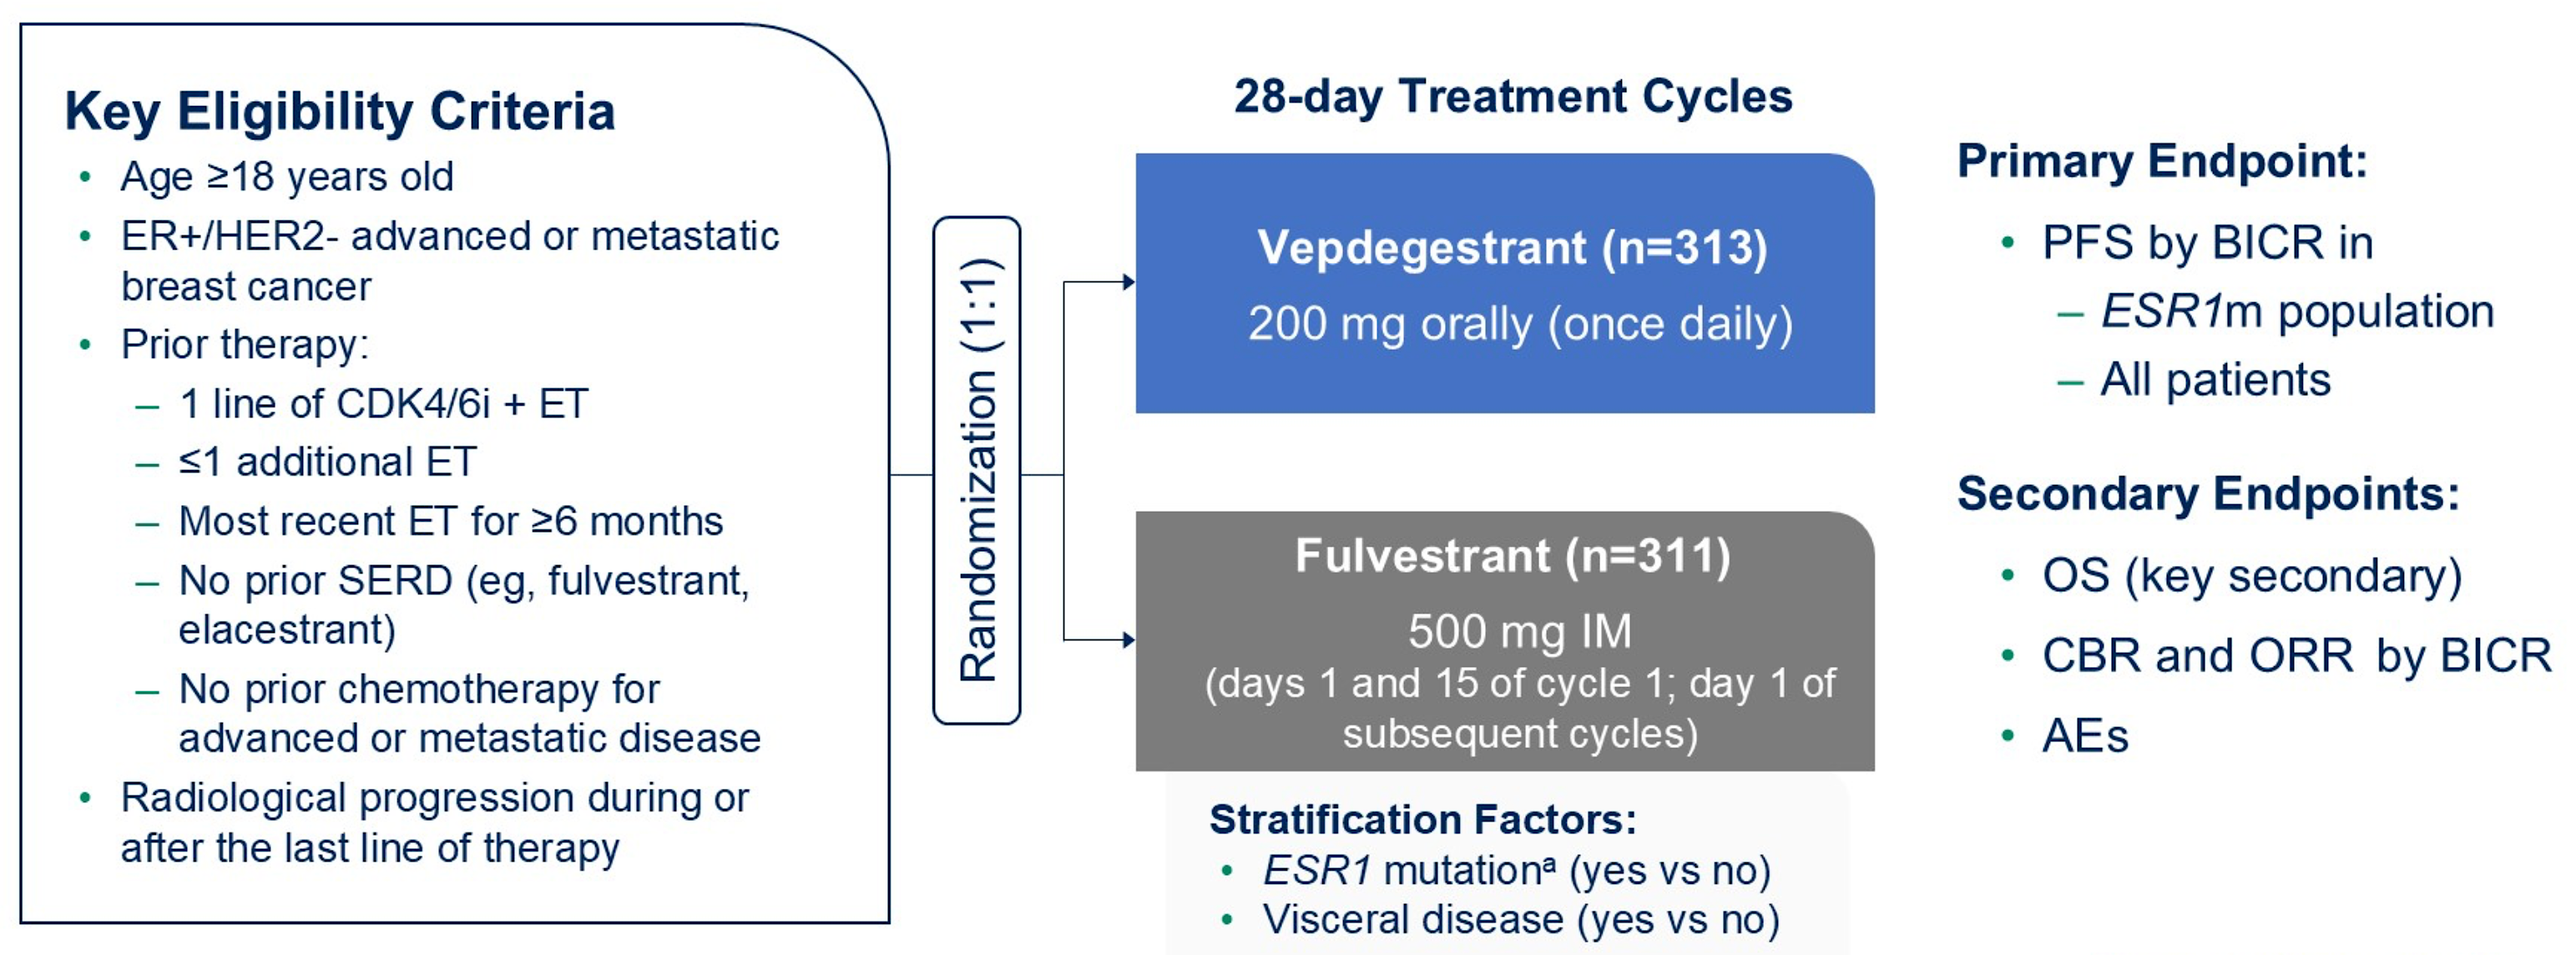 Key Eligibility Criteria
• Age ≥18 years old
• ER+/HER2- advanced or metastatic
breast cancer
• Prior therapy:
– 1 line of CDK4/6i + ET
– ≤1 additional ET
– Most recent ET for ≥6 months
– No prior SERD (eg, fulvestrant,
elacestrant)
– No prior chemotherapy for
advanced or metastatic disease
• Radiological progression during or
after the last line of therapy
Randomization (1:1)
28-day Treatment Cycles
Vepdegestrant (n=313)
200 mg orally (once daily)
Fulvestrant (n=311)
500 mg IM
(days 1 and 15 of cycle 1; day 1 of
subsequent cycles)
Stratification Factors:
• ESR1 mutationᵃ (yes vs no)
• Visceral disease (yes vs no)
Primary Endpoint:
• PFS by BICR in
– ESR1m population
– All patients
Secondary Endpoints:
• OS (key secondary)
• CBR and ORR by BICR
• AEs